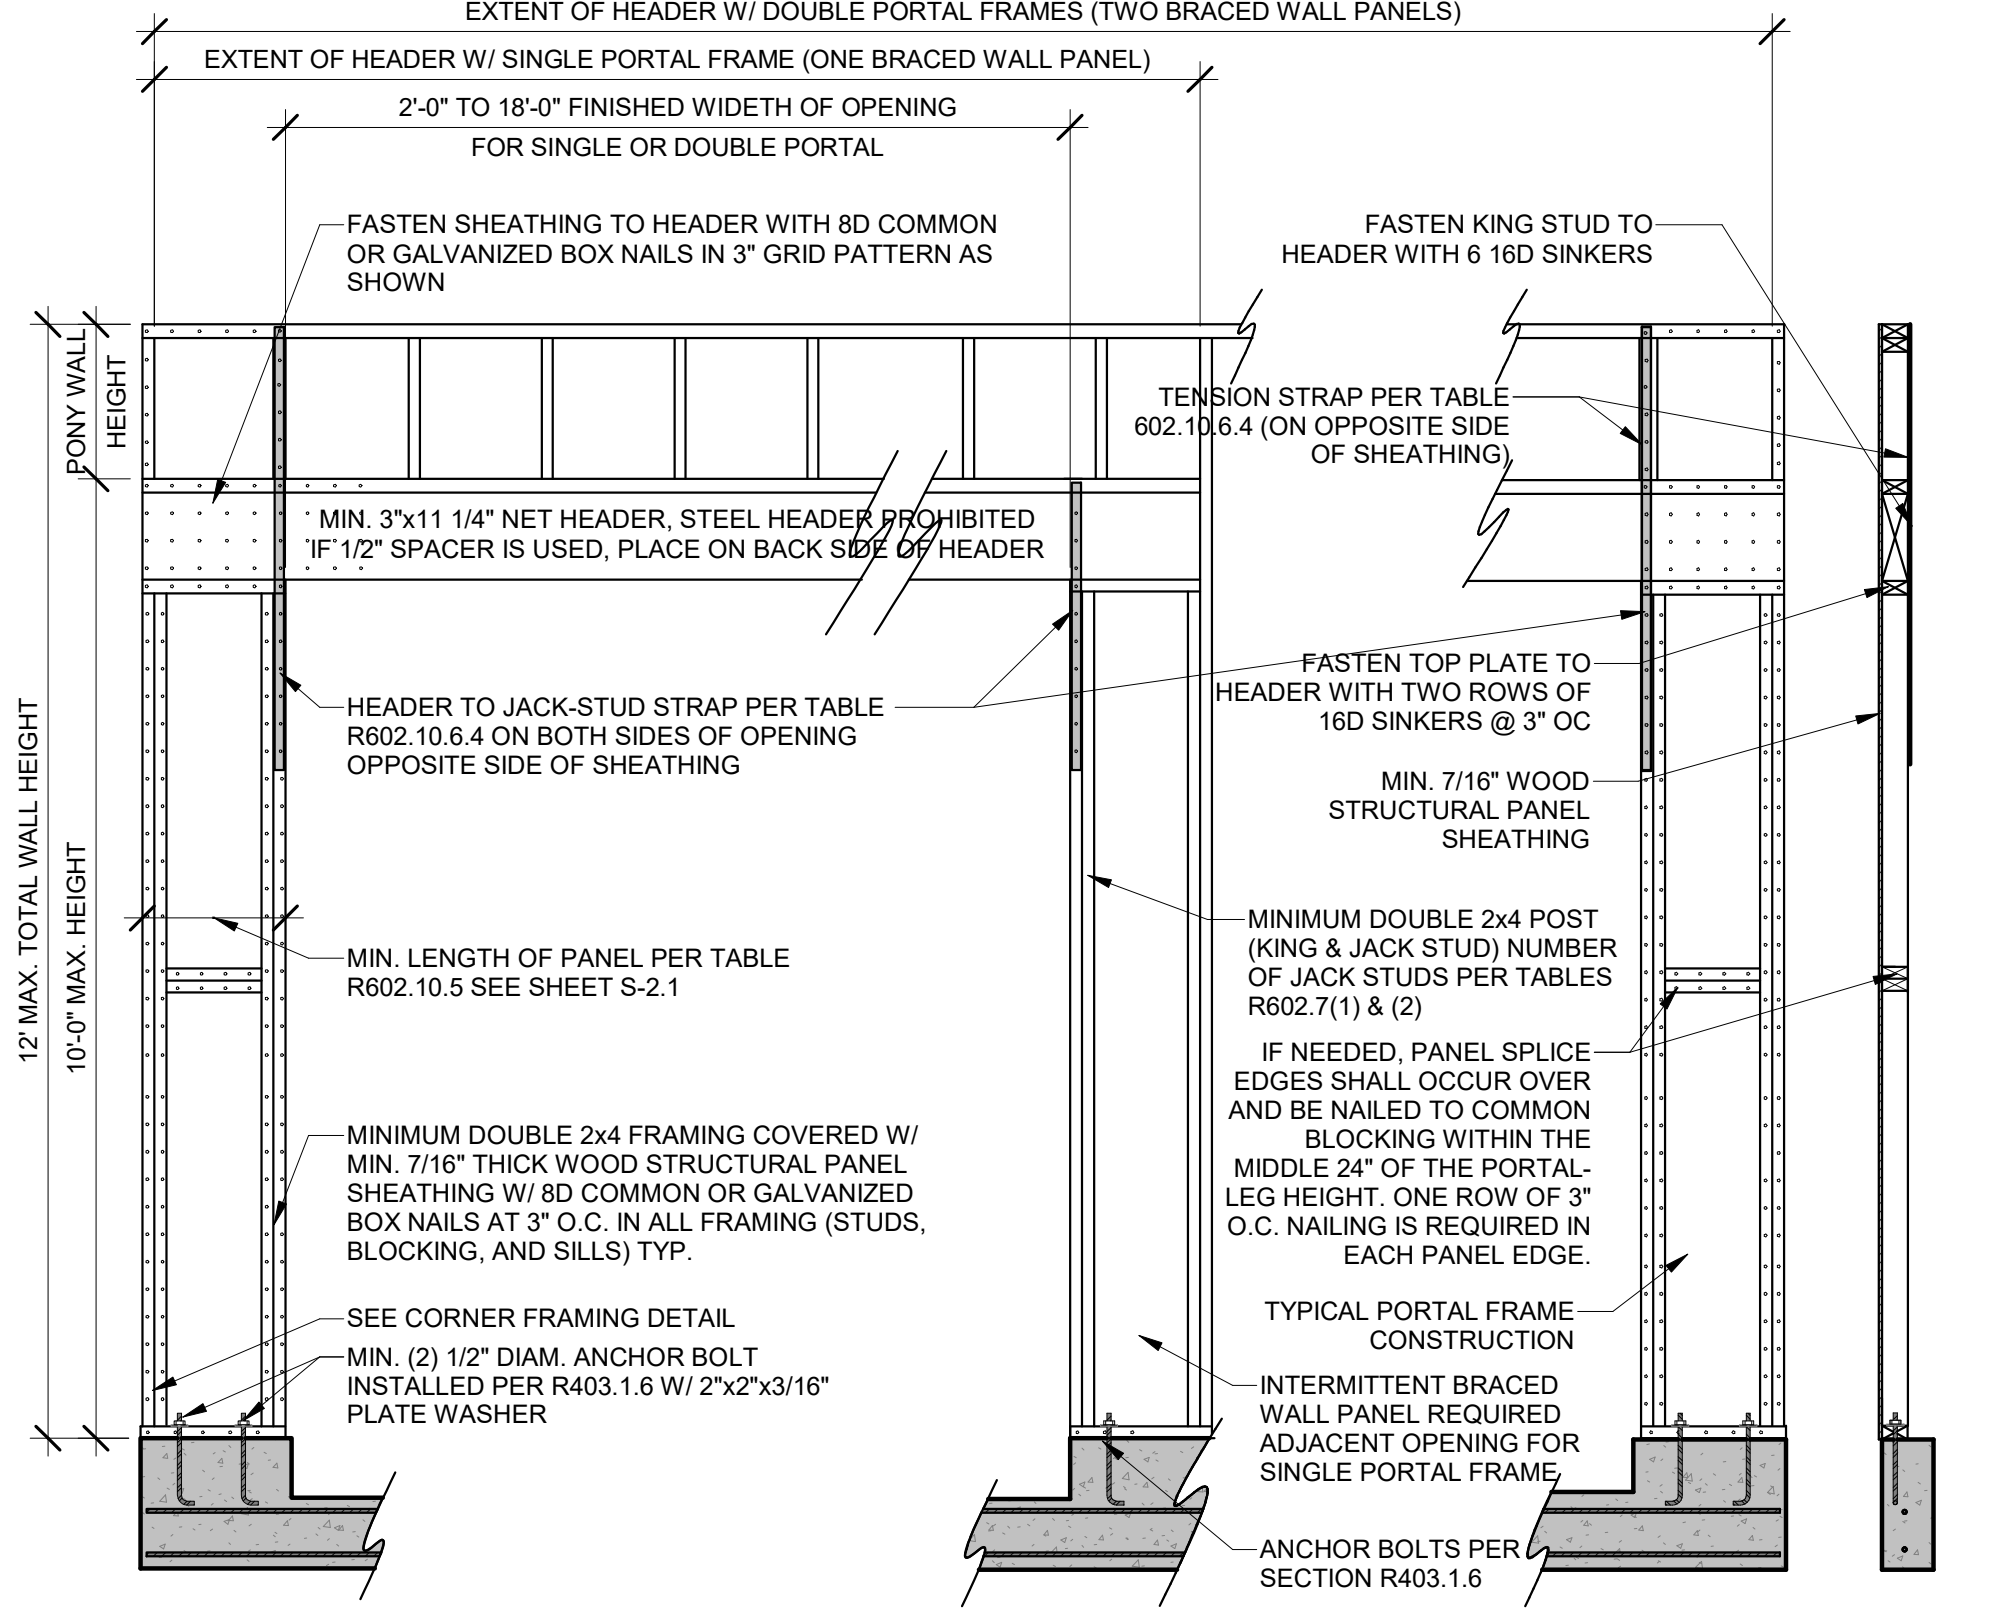 EXTENT OF HEADER W/ DOUBLE PORTAL FRAMES (TWO BRACED WALL PANELS)
EXTENT OF HEADER W/ SINGLE PORTAL FRAME (ONE BRACED WALL PANEL)
2'-0" TO 18'-0" FINISHED WIDETH OF OPENING
FOR SINGLE OR DOUBLE PORTAL
FASTEN SHEATHING TO HEADER WITH 8D COMMON
OR GALVANIZED BOX NAILS IN 3" GRID PATTERN AS
SHOWN
FASTEN KING STUD TO
HEADER WITH 6 16D SINKERS
PONY WALL
HEIGHT
TENSION STRAP PER TABLE
602.10.6.4 (ON OPPOSITE SIDE
OF SHEATHING)
MIN. 3"x11 1/4" NET HEADER, STEEL HEADER PROHIBITED
IF 1/2" SPACER IS USED, PLACE ON BACK SIDE OF HEADER
12' MAX. TOTAL WALL HEIGHT
10'-0" MAX. HEIGHT
HEADER TO JACK-STUD STRAP PER TABLE
R602.10.6.4 ON BOTH SIDES OF OPENING
OPPOSITE SIDE OF SHEATHING
FASTEN TOP PLATE TO
HEADER WITH TWO ROWS OF
16D SINKERS @ 3" OC
MIN. 7/16" WOOD
STRUCTURAL PANEL
SHEATHING
MIN. LENGTH OF PANEL PER TABLE
R602.10.5 SEE SHEET S-2.1
MINIMUM DOUBLE 2x4 POST
(KING & JACK STUD) NUMBER
OF JACK STUDS PER TABLES
R602.7(1) & (2)
IF NEEDED, PANEL SPLICE
EDGES SHALL OCCUR OVER
AND BE NAILED TO COMMON
BLOCKING WITHIN THE
MIDDLE 24" OF THE PORTAL-
LEG HEIGHT. ONE ROW OF 3"
O.C. NAILING IS REQUIRED IN
EACH PANEL EDGE.
MINIMUM DOUBLE 2x4 FRAMING COVERED W/
MIN. 7/16" THICK WOOD STRUCTURAL PANEL
SHEATHING W/ 8D COMMON OR GALVANIZED
BOX NAILS AT 3" O.C. IN ALL FRAMING (STUDS,
BLOCKING, AND SILLS) TYP.
TYPICAL PORTAL FRAME
CONSTRUCTION
SEE CORNER FRAMING DETAIL
MIN. (2) 1/2" DIAM. ANCHOR BOLT
INSTALLED PER R403.1.6 W/ 2"x2"x3/16"
PLATE WASHER
INTERMITTENT BRACED
WALL PANEL REQUIRED
ADJACENT OPENING FOR
SINGLE PORTAL FRAME
ANCHOR BOLTS PER
SECTION R403.1.6